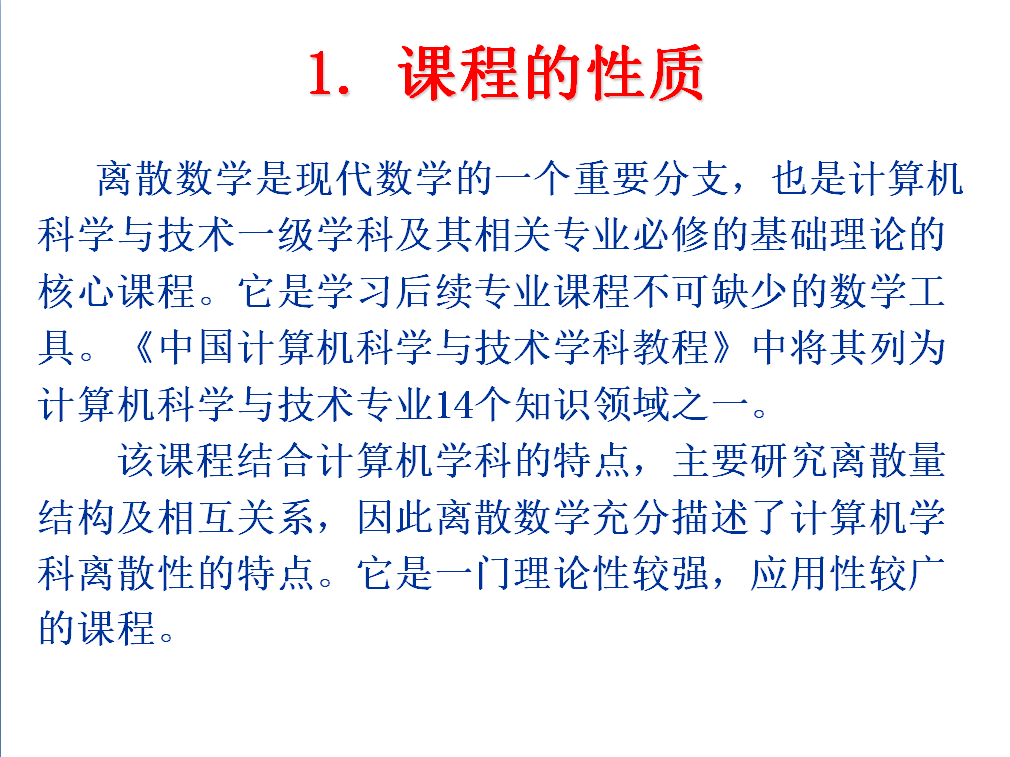 1. 课程的性质
离散数学是现代数学的一个重要分支，也是计算机
科学与技术一级学科及其相关专业必修的基础理论的
核心课程。它是学习后续专业课程不可缺少的数学工
具。《中国计算机科学与技术学科教程》中将其列为
计算机科学与技术专业14个知识领域之一。
该课程结合计算机学科的特点，主要研究离散量
结构及相互关系，因此离散数学充分描述了计算机学
科离散性的特点。它是一门理论性较强，应用性较广
的课程。